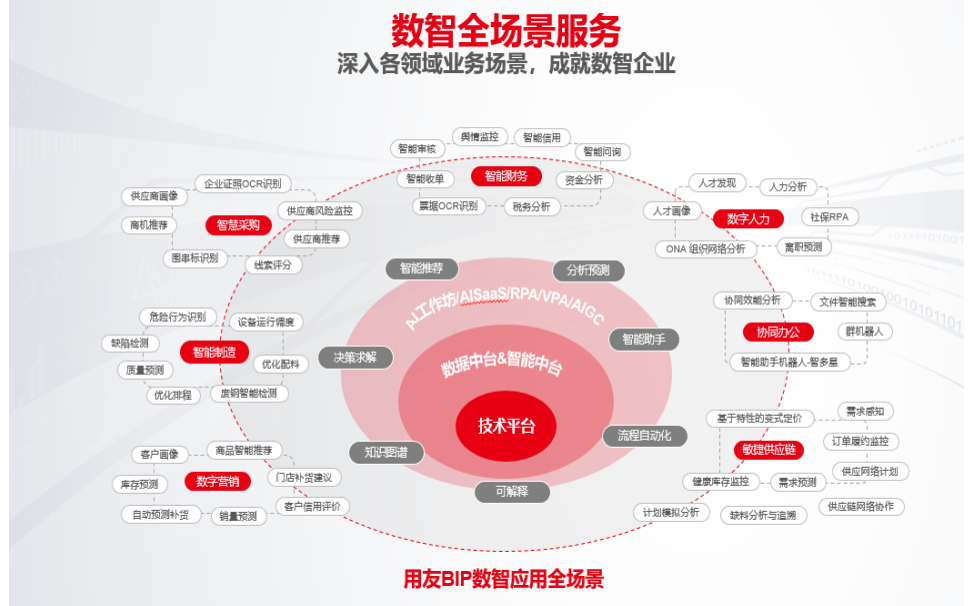 数智全场景服务
深入各领域业务场景，成就数智企业
智能审核
舆情监控
智能信用
智能问询
智能收单
智能财务
资金分析
票据OCR识别
税务分析
企业证照OCR识别
供应商画像
供应商风险监控
商机推荐
智慧采购
供应商推荐
围串标识别
线索评分
人才发现
人力分析
人才画像
数字人力
社保RPA
ONA 组织网络分析
离职预测
智能推荐
分析预测
AI工作坊/AISaaS/RPA/VPA/AIGC
决策求解
智能助手
数据中台&智能中台
技术平台
知识图谱
流程自动化
可解释
危险行为识别
设备运行调度
缺陷检测
智能制造
质量预测
优化配料
优化排程
废钢智能检测
协同效能分析
文件智能搜索
协同办公
群机器人
智能助手机器人-智多星
客户画像
商品智能推荐
库存预测
数字营销
门店补货建议
自动预测补货
销量预测
客户信用评价
基于特性的变式定价
需求感知
敏捷供应链
订单履约监控
健康库存监控
需求预测
供应网络计划
计划模拟分析
缺料分析与追溯
供应链网络协作
用友BIP数智应用全场景